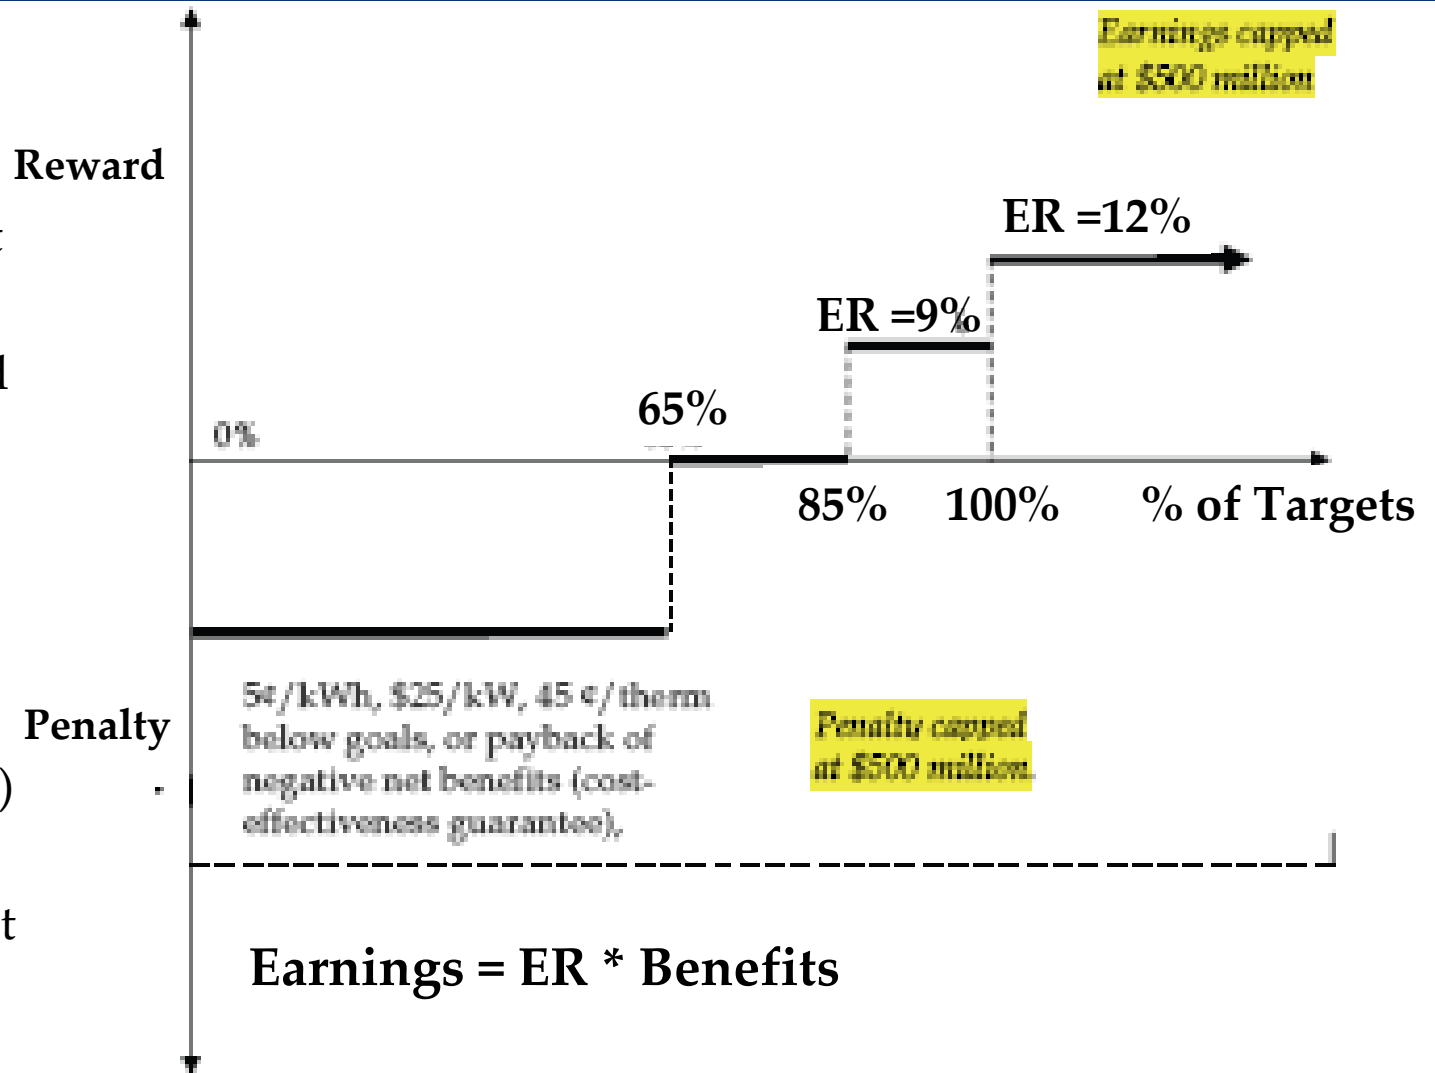 Earnings capped
at $500 million
Reward
t
ER =12%
l
ER =9%
65%
0%
85%
100%
% of Targets
5¢/kWh, $25/kW, 45 ¢/therm
below goals, or payback of
negative net benefits (cost-
effectiveness guarantee),
Penalty
Penalty capped
at $500 million.
)
t
Earnings = ER * Benefits